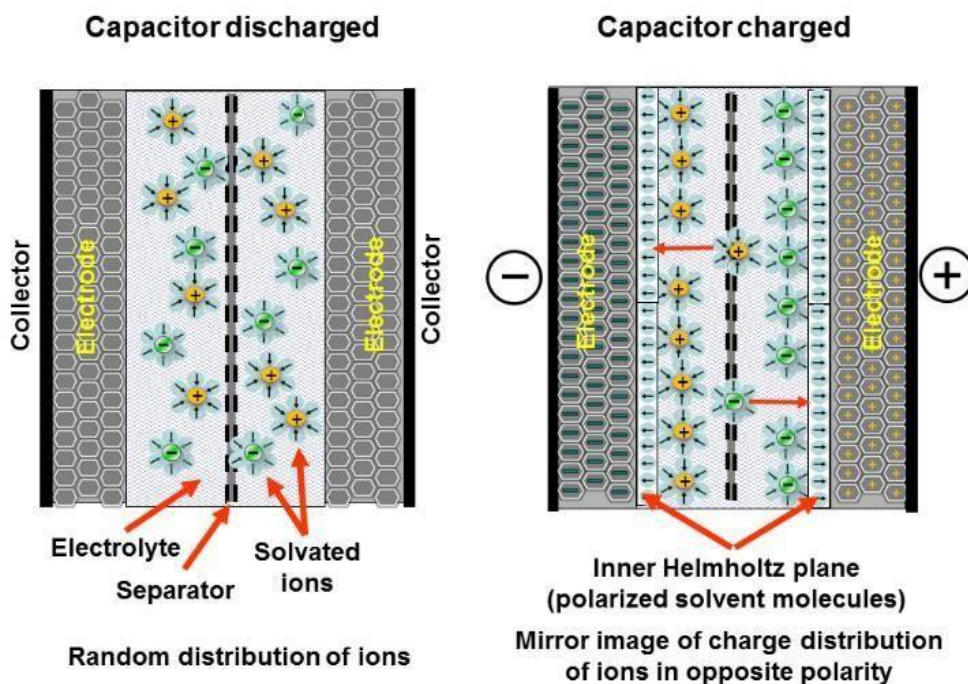 Capacitor discharged
Capacitor charged
Collector
Electrode
Electrode
Collector
Electrode
Electrode
Electrolyte
Separator
Solvated
ions
Inner Helmholtz plane
(polarized solvent molecules)
Random distribution of ions
Mirror image of charge distribution
of ions in opposite polarity